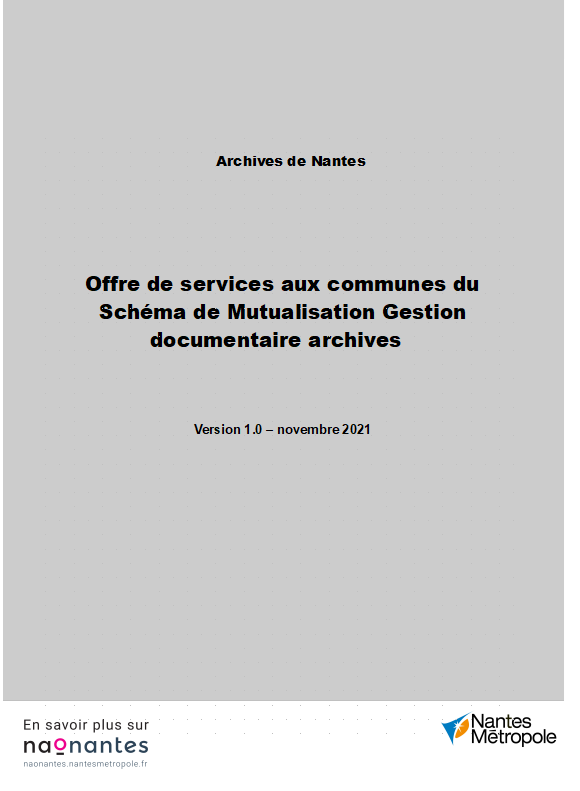 Archives de Nantes
Offre de services aux communes du
Schéma de Mutualisation Gestion
documentaire archives
Version 1.0 – novembre 2021
En savoir plus sur
naonantes
naonantes.nantesmetropole.fr
Nantes
Métropole